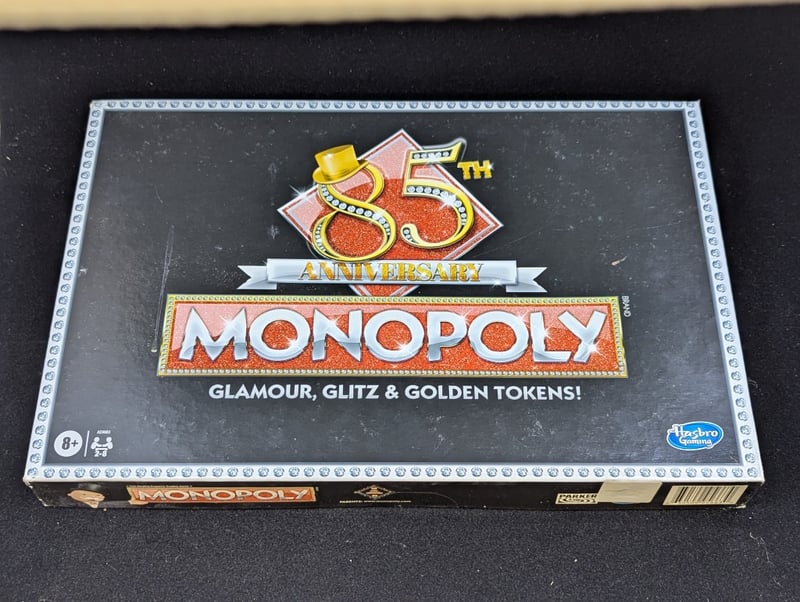 85TH
ANNIVERSARY
MONOPOLY
BRAND
GLAMOUR, GLITZ & GOLDEN TOKENS!
8+
2-6
Hasbro
Gaming
MONOPOLY
PARKER